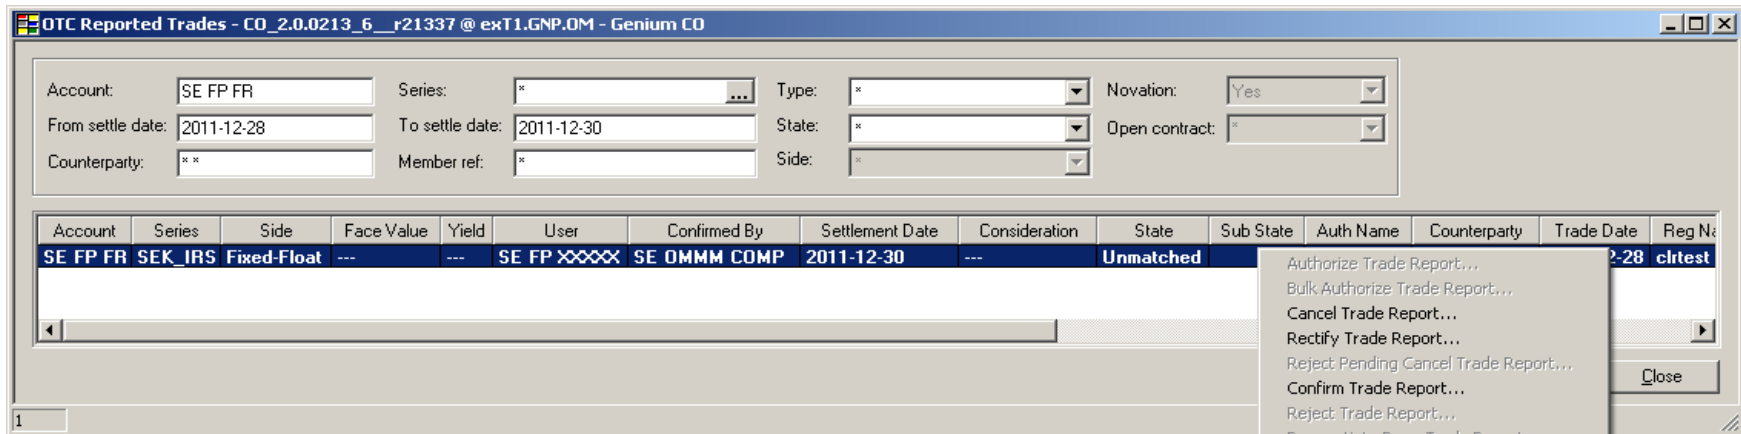 OTC Reported Trades - CO_2.0.0213_6__r21337 @ exT1.GNP.OM - Genium CO
Account: SE FP FR Series: * ... Type: * Novation: Yes
From settle date: 2011-12-28 To settle date: 2011-12-30 State: * Open contract: *
Counterparty: * * Member ref: * Side: *
Account Series Side Face Value Yield User Confirmed By Settlement Date Consideration State Sub State Auth Name Counterparty Trade Date Reg Na
SE FP FR SEK_IRS Fixed-Float --- --- SE FP XXXXX SE OMMM COMP 2011-12-30 --- Unmatched 2-28 clrtest
Authorize Trade Report...
Bulk Authorize Trade Report...
Cancel Trade Report...
Rectify Trade Report...
Reject Pending Cancel Trade Report...
Close
Confirm Trade Report...
Reject Trade Report...
1